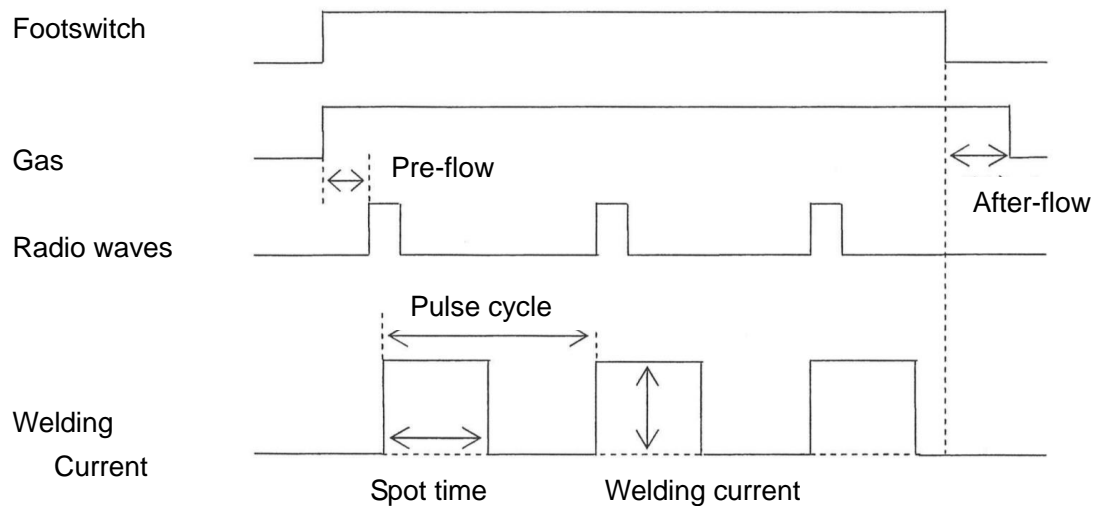 Footswitch
Gas
Pre-flow
After-flow
Radio waves
Pulse cycle
Welding
Current
Spot time
Welding current